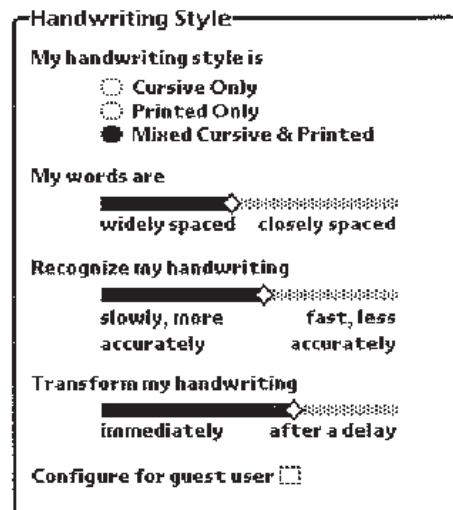 Handwriting Style
My handwriting style is
Cursive Only
Printed Only
Mixed Cursive & Printed
My words are
widely spaced closely spaced
Recognize my handwriting
slowly, more fast, less
accurately accurately
Transform my handwriting
immediately after a delay
Configure for guest user